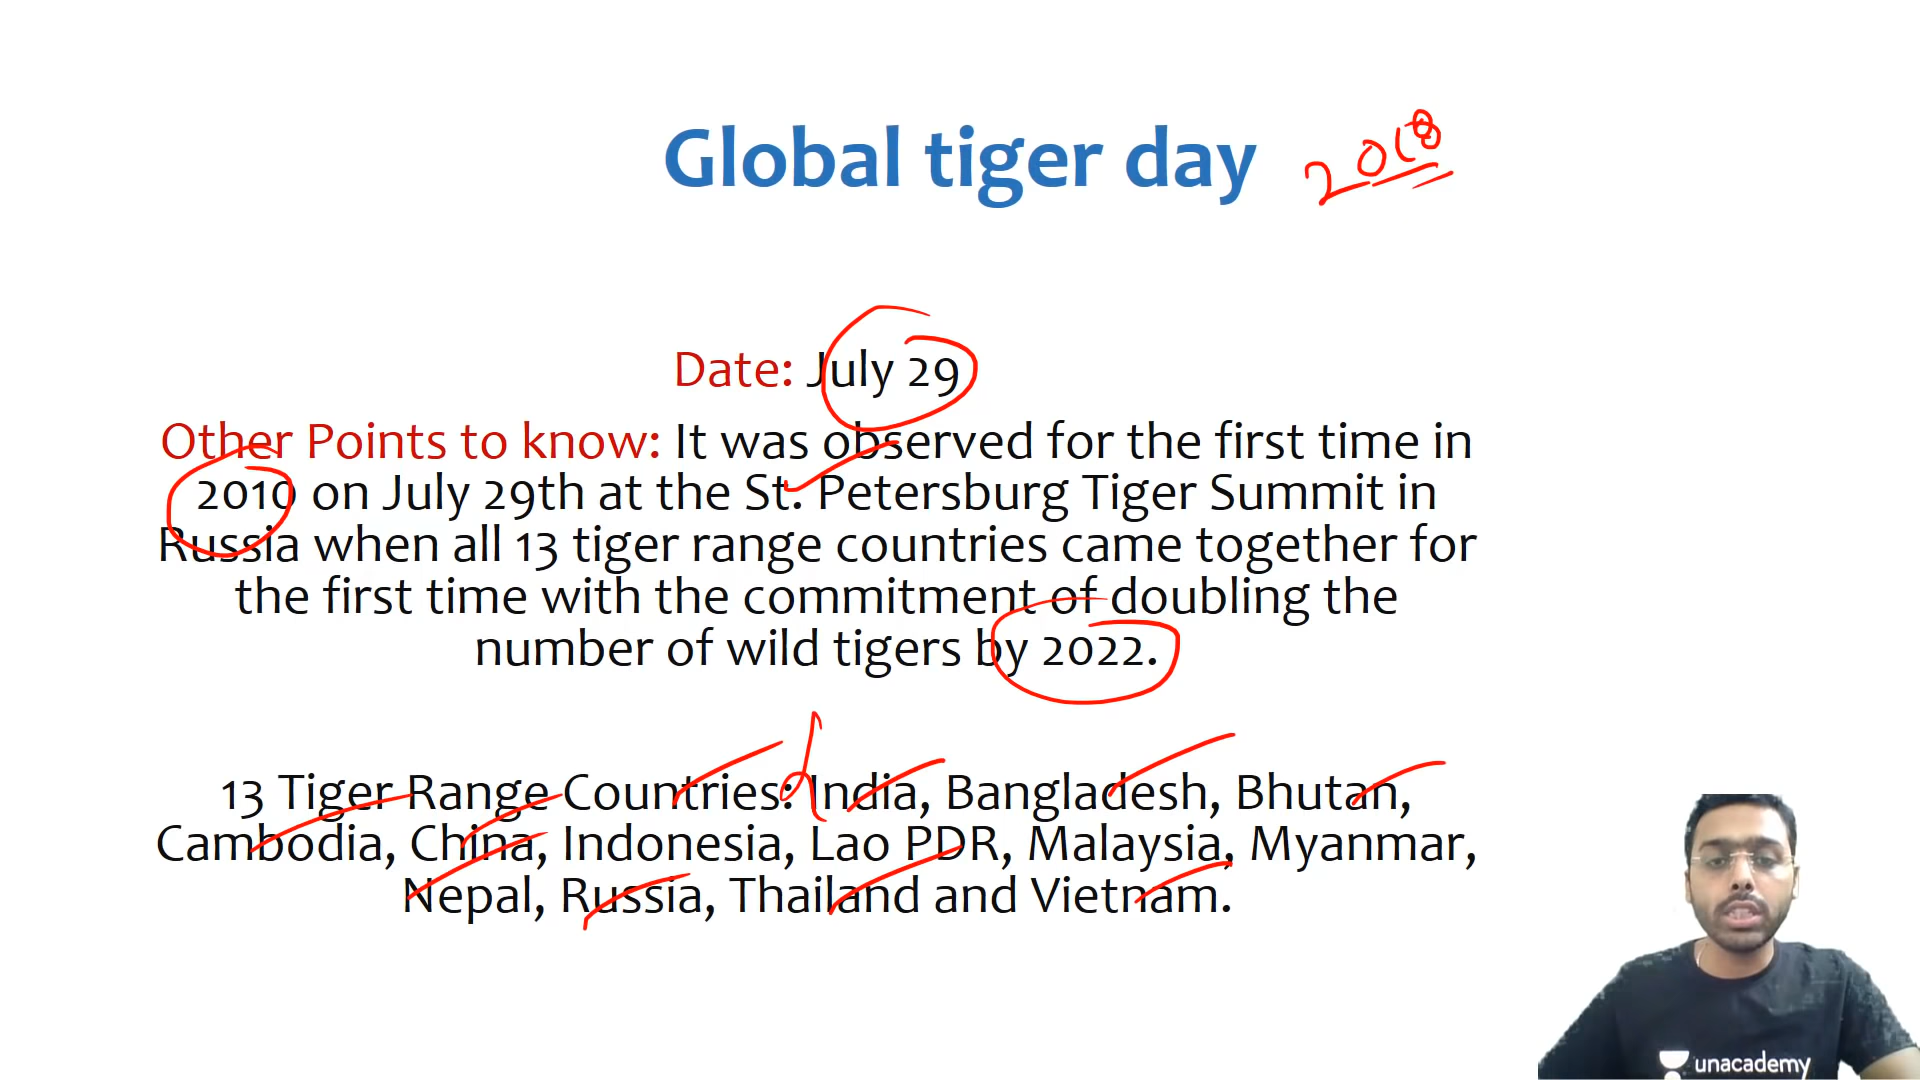 Global tiger day 2018
Date: July 29
Other Points to know: It was observed for the first time in
2010 on July 29th at the St. Petersburg Tiger Summit in
Russia when all 13 tiger range countries came together for
the first time with the commitment of doubling the
number of wild tigers by 2022.
13 Tiger Range Countries: India, Bangladesh, Bhutan,
Cambodia, China, Indonesia, Lao PDR, Malaysia, Myanmar,
Nepal, Russia, Thailand and Vietnam.
unacademy